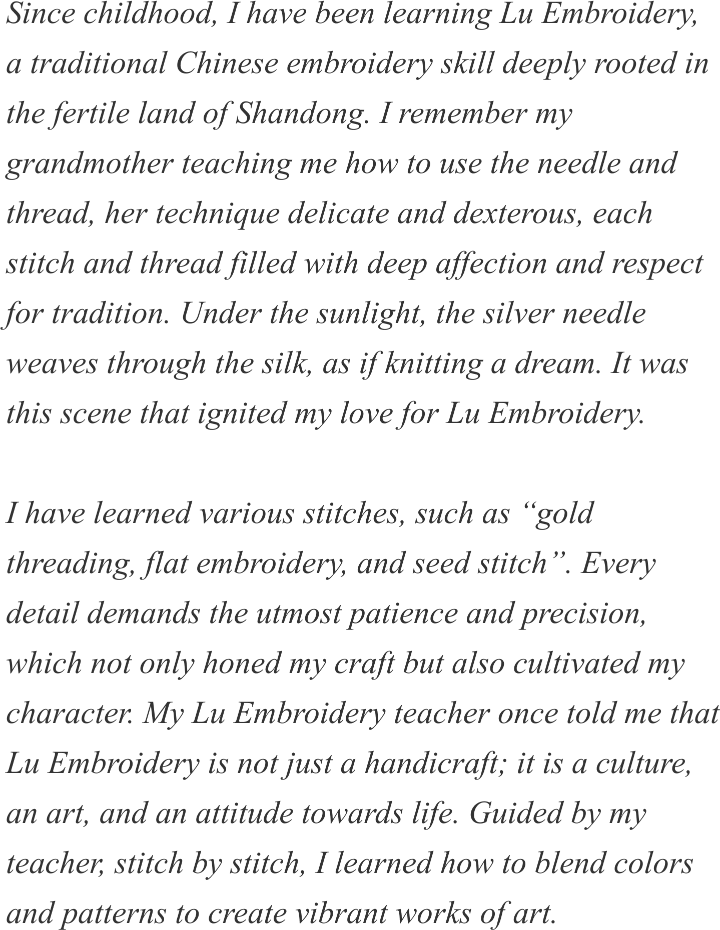 Since childhood, I have been learning Lu Embroidery,
a traditional Chinese embroidery skill deeply rooted in
the fertile land of Shandong. I remember my
grandmother teaching me how to use the needle and
thread, her technique delicate and dexterous, each
stitch and thread filled with deep affection and respect
for tradition. Under the sunlight, the silver needle
weaves through the silk, as if knitting a dream. It was
this scene that ignited my love for Lu Embroidery.

I have learned various stitches, such as “gold
threading, flat embroidery, and seed stitch”. Every
detail demands the utmost patience and precision,
which not only honed my craft but also cultivated my
character. My Lu Embroidery teacher once told me that
Lu Embroidery is not just a handicraft; it is a culture,
an art, and an attitude towards life. Guided by my
teacher, stitch by stitch, I learned how to blend colors
and patterns to create vibrant works of art.